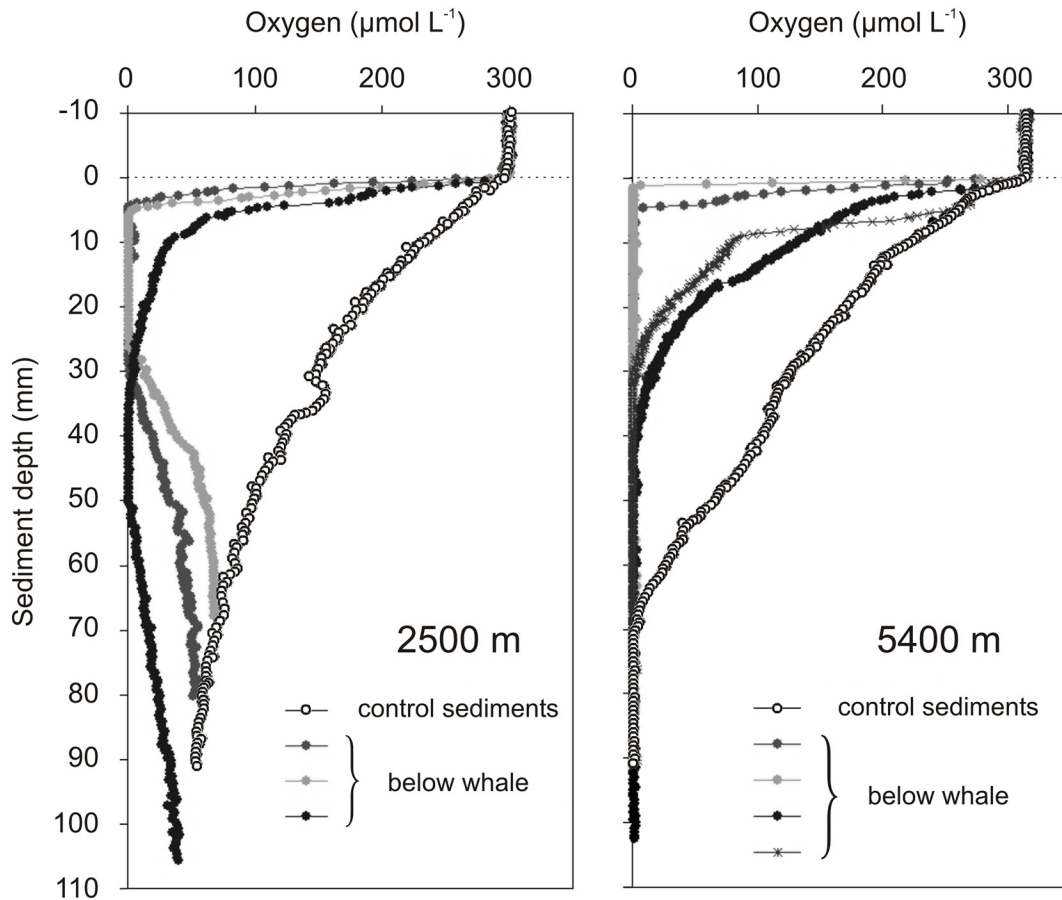 Oxygen (µmol L⁻¹)
0 100 200 300
Sediment depth (mm)
-10
0
10
20
30
40
50
60
70
80
90
100
110
2500 m
control sediments
below whale
Oxygen (µmol L⁻¹)
0 100 200 300
5400 m
control sediments
below whale